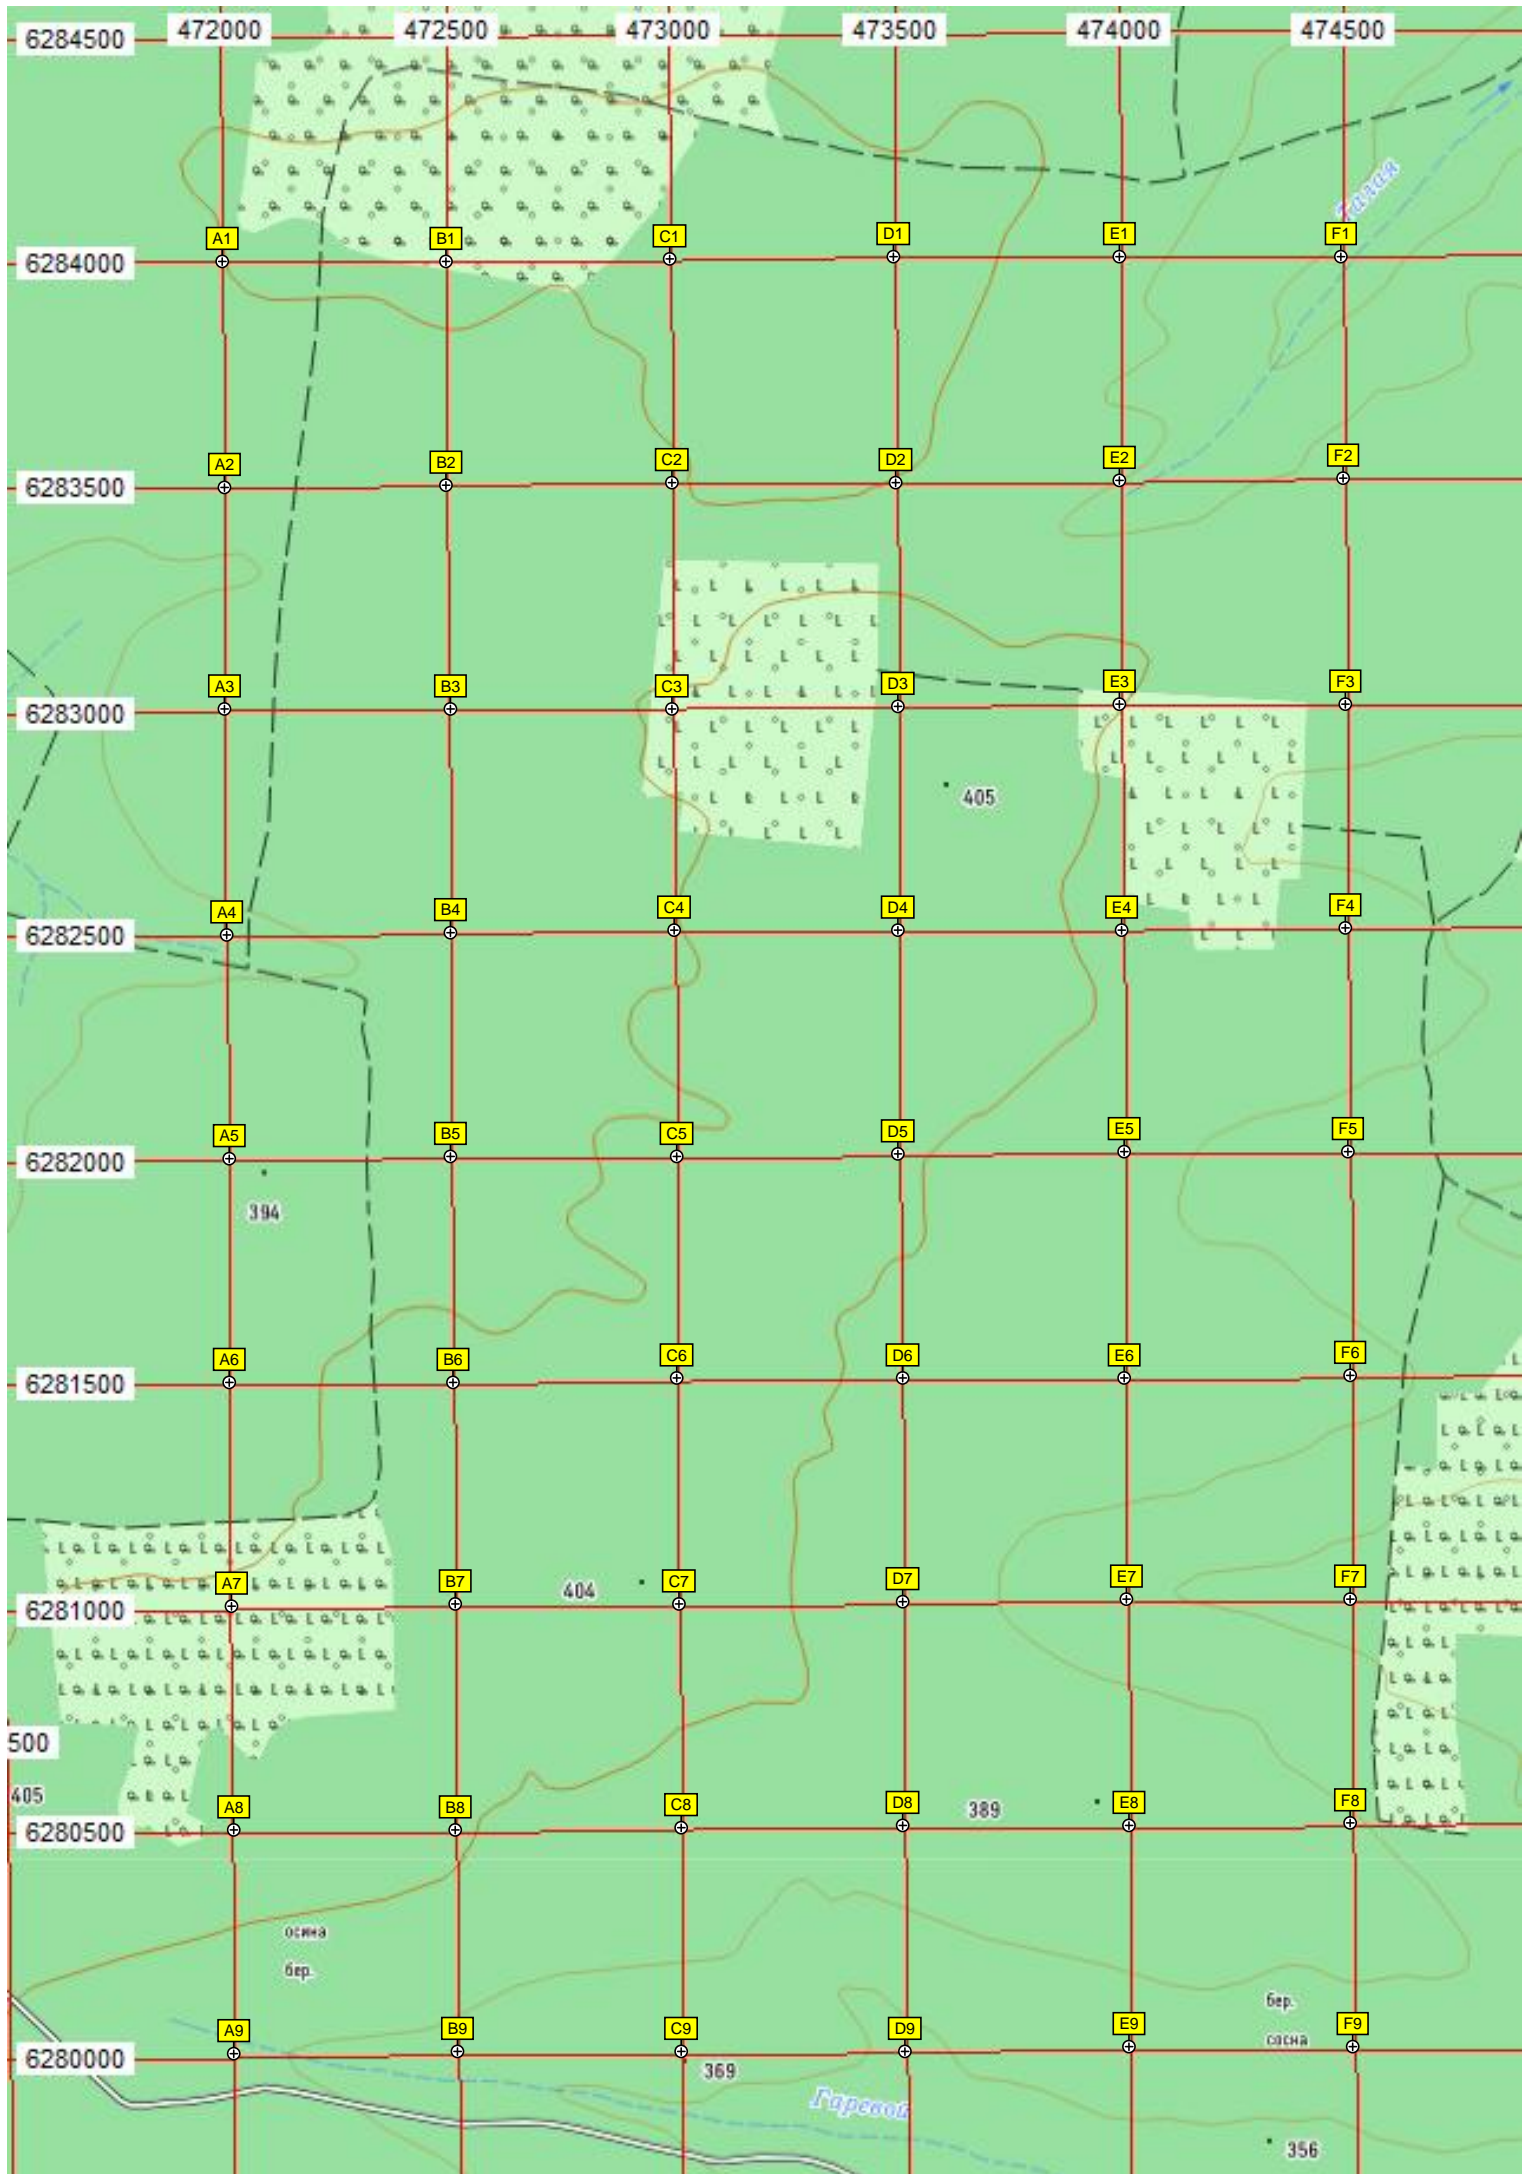 472000 472500 473000 473500 474000 474500
6284500
Талая
A1 B1 C1 D1 E1 F1
6284000
A2 B2 C2 D2 E2 F2
6283500
A3 B3 C3 D3 E3 F3
6283000
405
A4 B4 C4 D4 E4 F4
6282500
A5 B5 C5 D5 E5 F5
6282000
394
A6 B6 C6 D6 E6 F6
6281500
A7 B7 404 C7 D7 E7 F7
6281000
500
405
A8 B8 C8 D8 389 E8 F8
6280500
осина
бер.
бер.
сосна
A9 B9 C9 D9 E9 F9
6280000
369
Гаревой
356